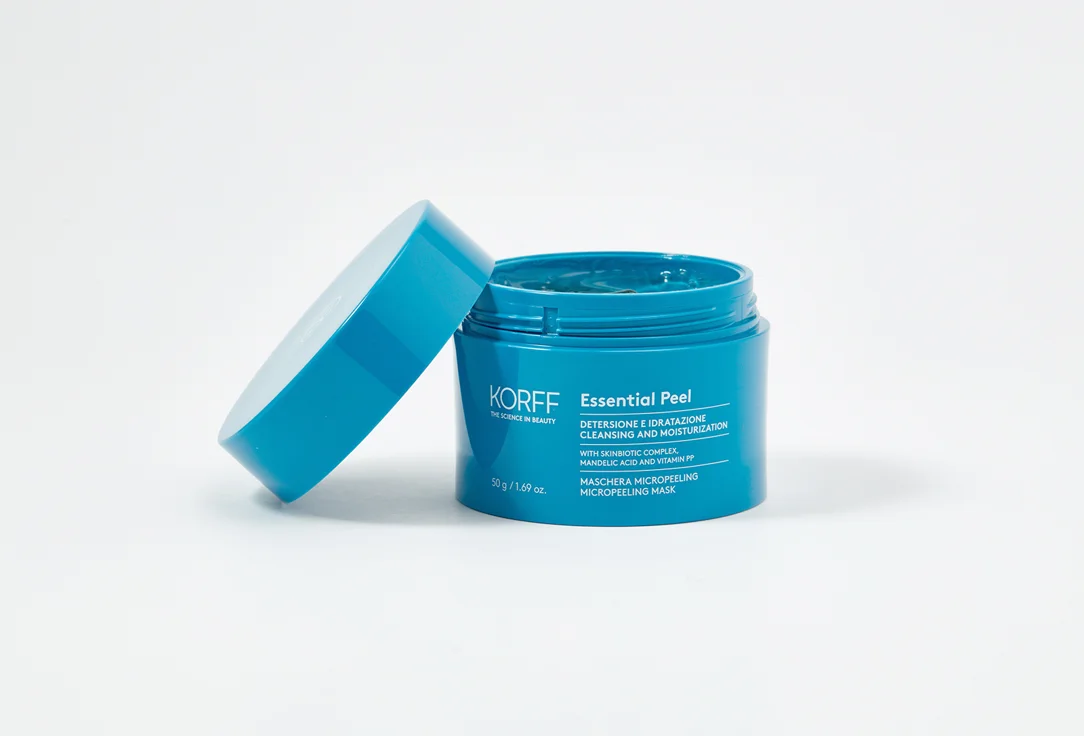 KORFF
THE SCIENCE IN BEAUTY
50 g / 1.69 oz.
Essential Peel
DETERSIONE E IDRATAZIONE
CLEANSING AND MOISTURIZATION
WITH SKINBIOTIC COMPLEX,
MANDELIC ACID AND VITAMIN PP
MASCHERA MICROPEELING
MICROPEELING MASK